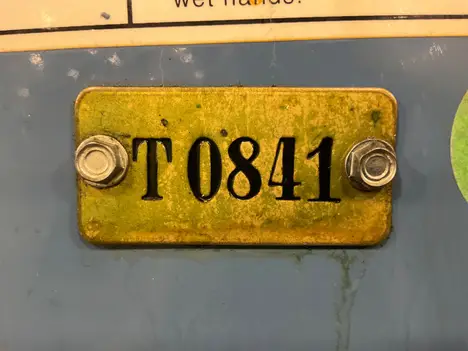 wet hands.
T 0841